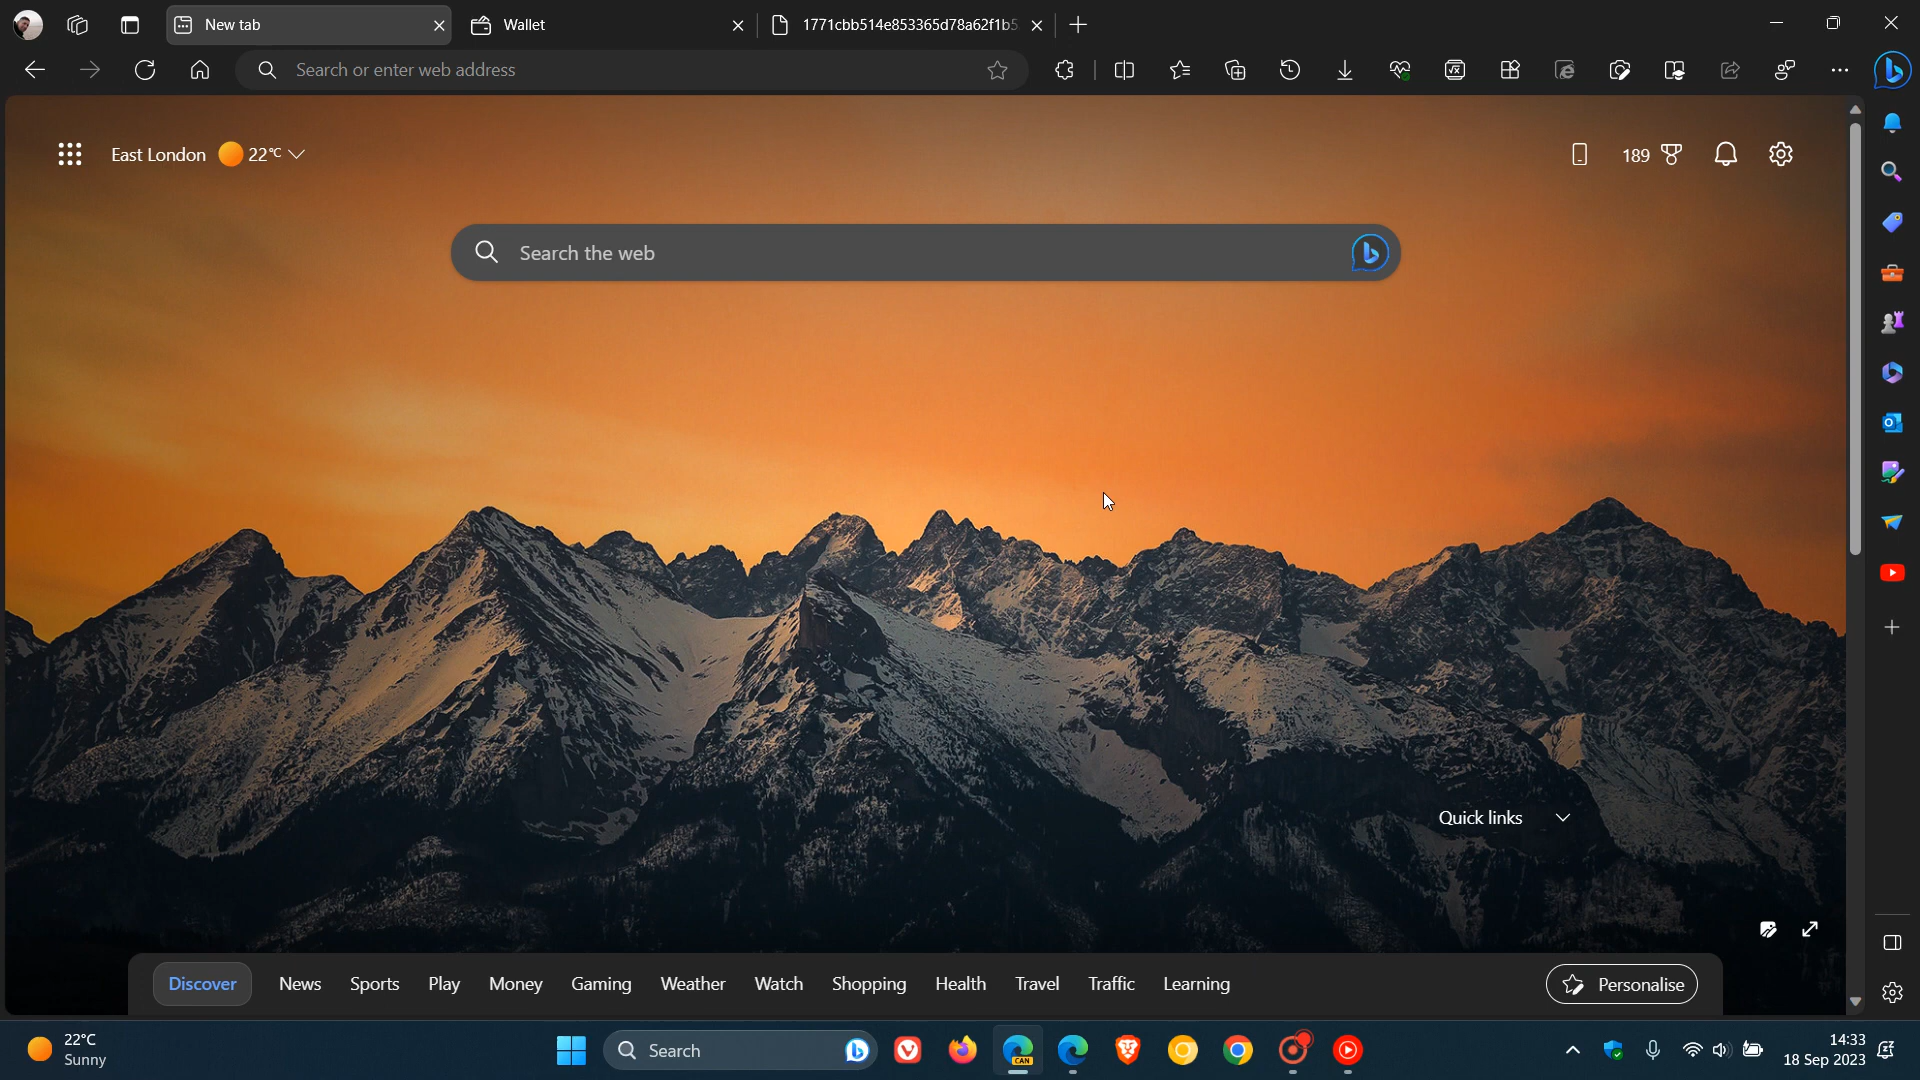 New tab
Wallet
1771cbb514e853365d78a62f1b5
Search or enter web address
East London 22°C
189
Search the web
Quick links
Discover News Sports Play Money Gaming Weather Watch Shopping Health Travel Traffic Learning
Personalise
22°C
Sunny
Search
CAN
14:33
18 Sep 2023